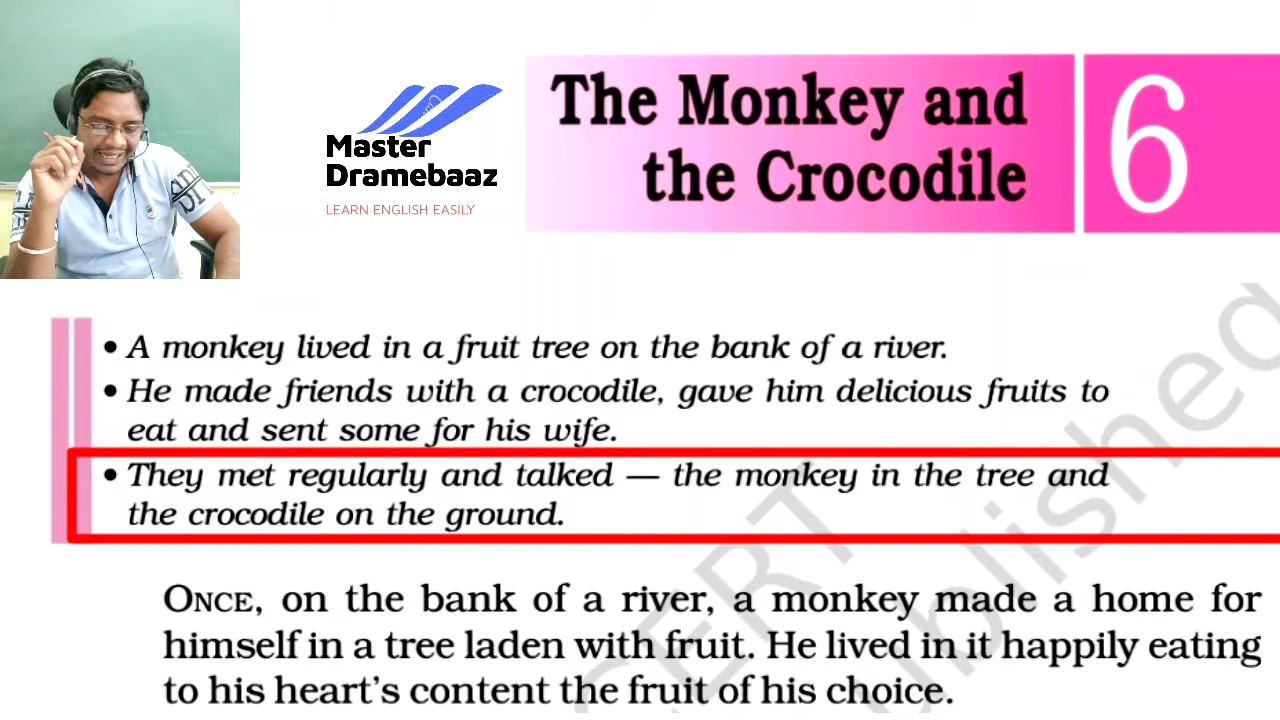 Master
Dramebaaz
LEARN ENGLISH EASILY
The Monkey and
the Crocodile
6
• A monkey lived in a fruit tree on the bank of a river.
• He made friends with a crocodile, gave him delicious fruits to
eat and sent some for his wife.
• They met regularly and talked — the monkey in the tree and
the crocodile on the ground.
ONCE, on the bank of a river, a monkey made a home for
himself in a tree laden with fruit. He lived in it happily eating
to his heart's content the fruit of his choice.